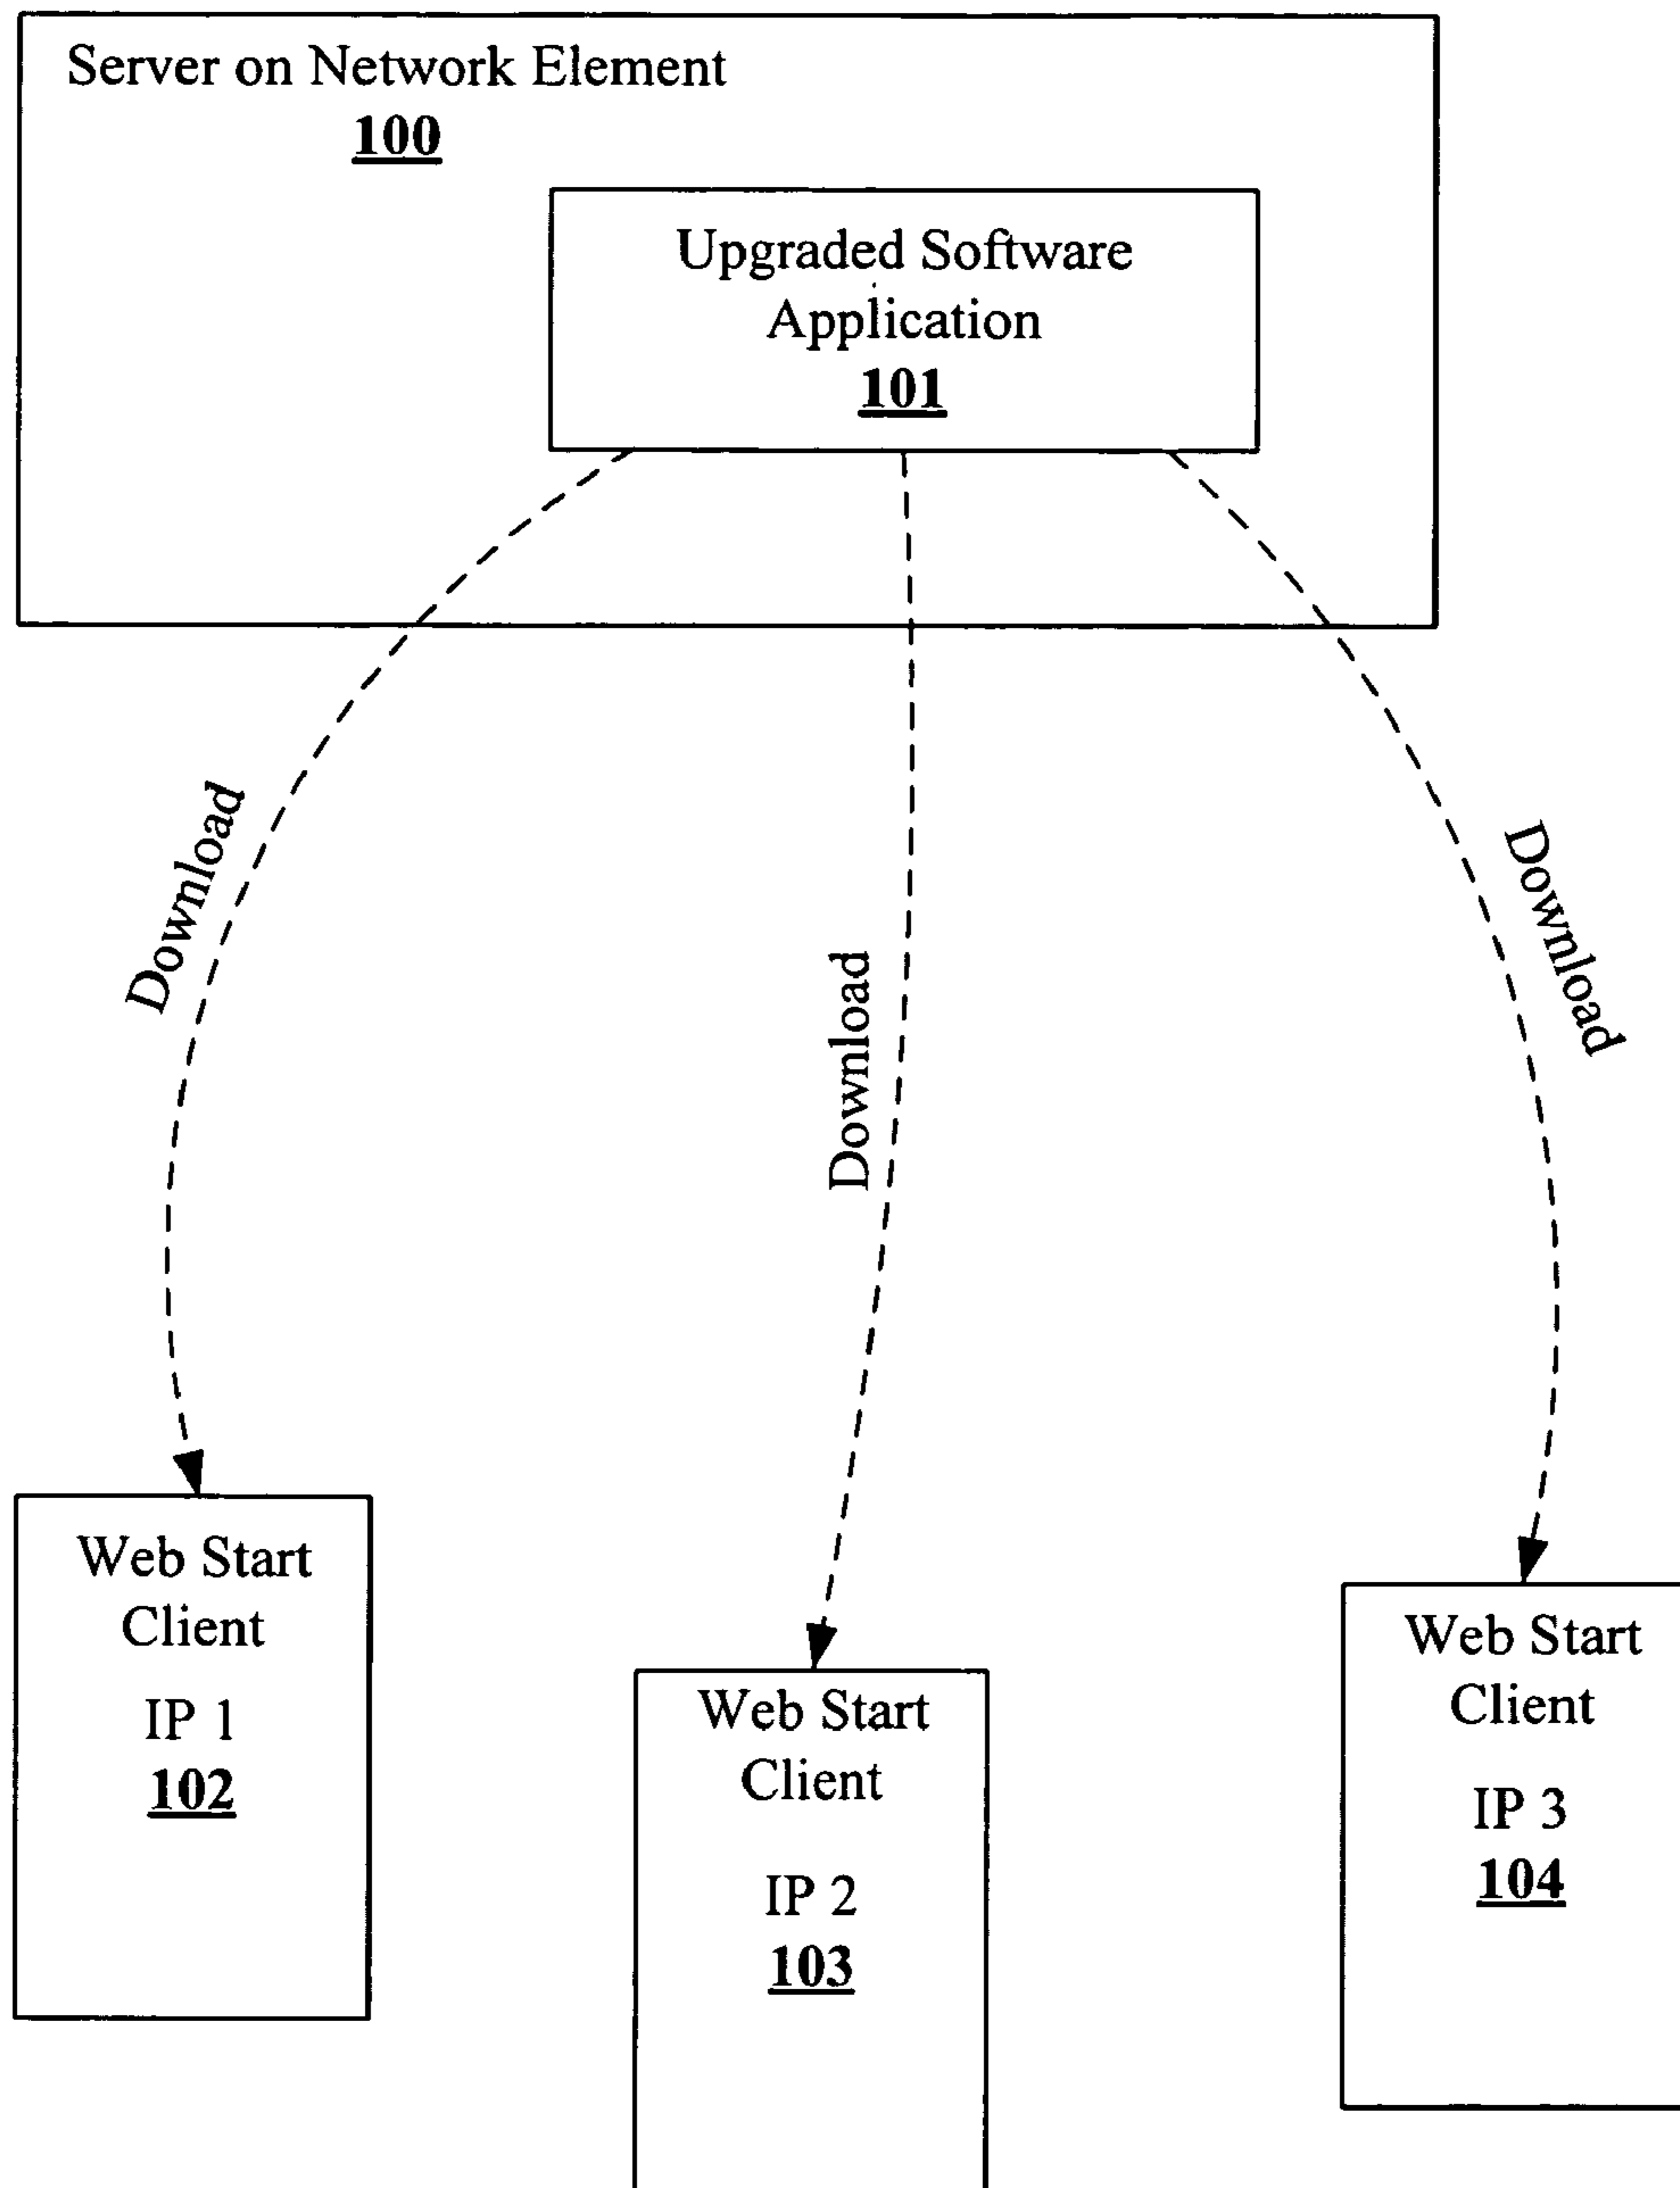 Server on Network Element
100
Upgraded Software
Application
101
Download
Download
Download
Web Start
Client
IP 1
102
Web Start
Client
IP 2
103
Web Start
Client
IP 3
104